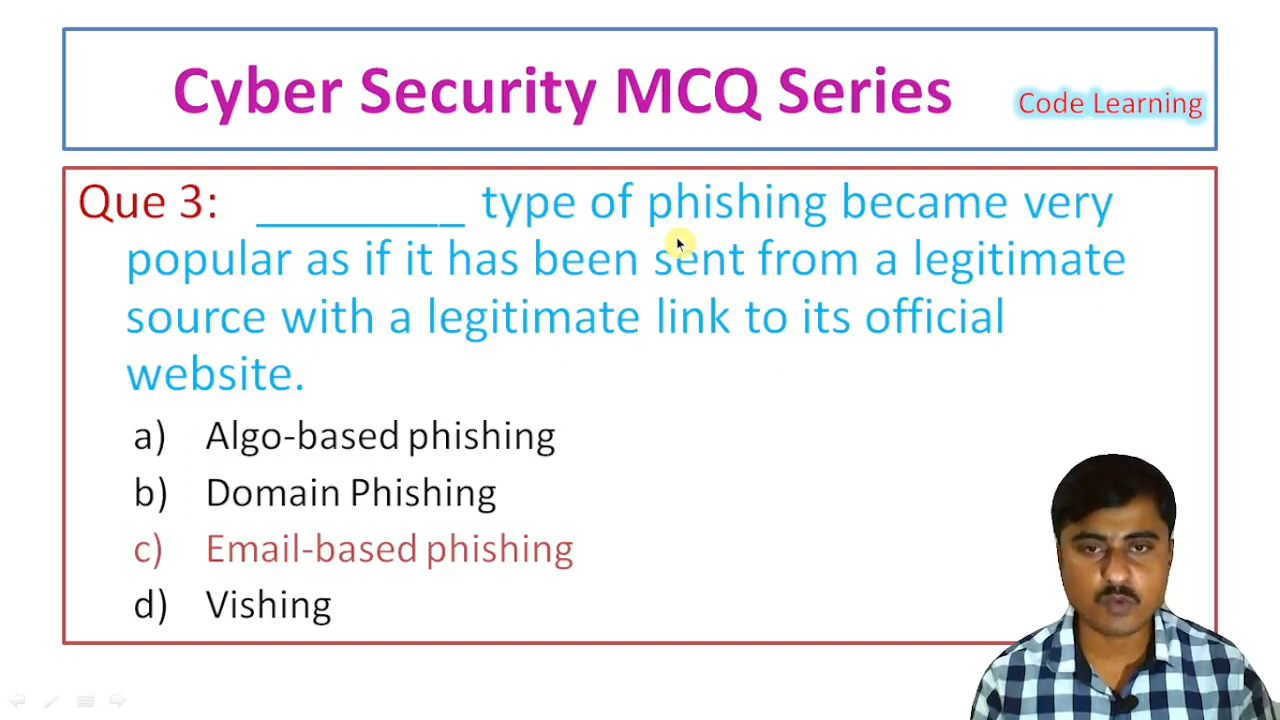 Cyber Security MCQ Series
Code Learning
Que 3: _________ type of phishing became very
popular as if it has been sent from a legitimate
source with a legitimate link to its official
website.
a) Algo-based phishing
b) Domain Phishing
c) Email-based phishing
d) Vishing